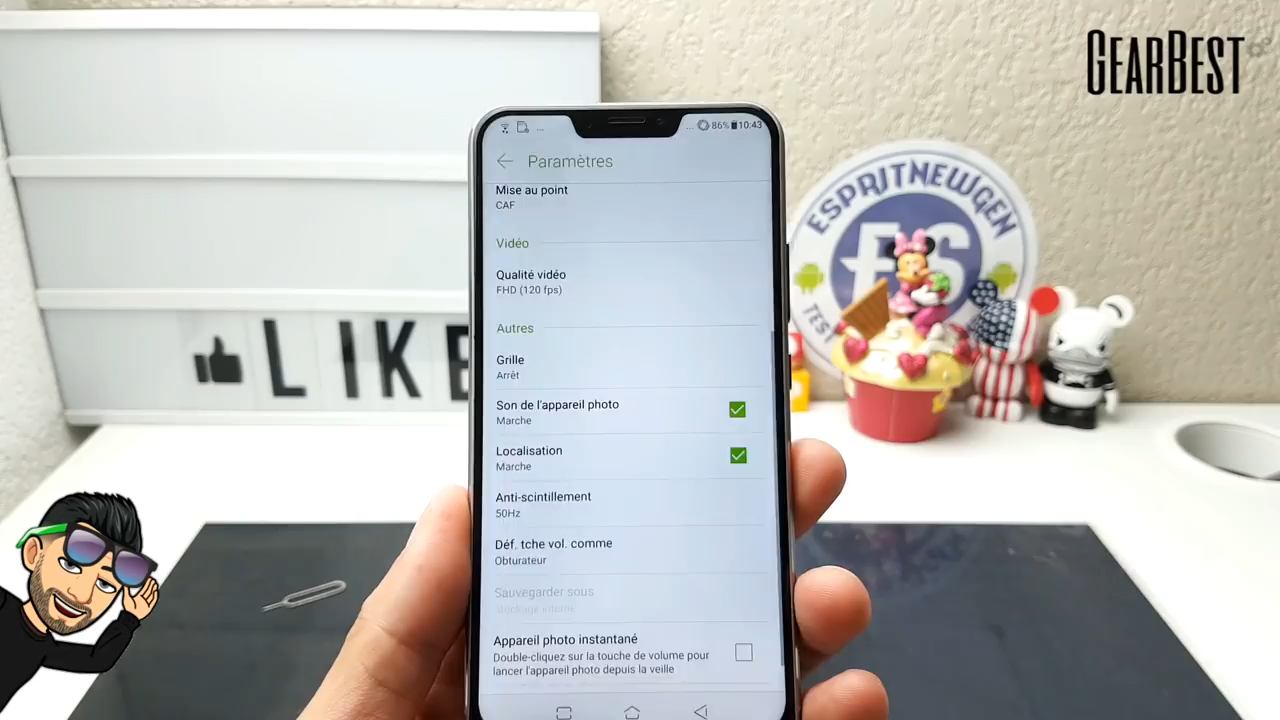 GEARBEST
86% 10:43
Paramètres
Mise au point
CAF
Vidéo
Qualité vidéo
FHD (120 fps)
Autres
Grille
Arrêt
Son de l'appareil photo
Marche
Localisation
Marche
Anti-scintillement
50Hz
Déf. tche vol. comme
Obturateur
Sauvegarder sous
Stockage interne
Appareil photo instantané
Double-cliquez sur la touche de volume pour
lancer l'appareil photo depuis la veille
LIKE
ESPRITNEWGEN
TEST